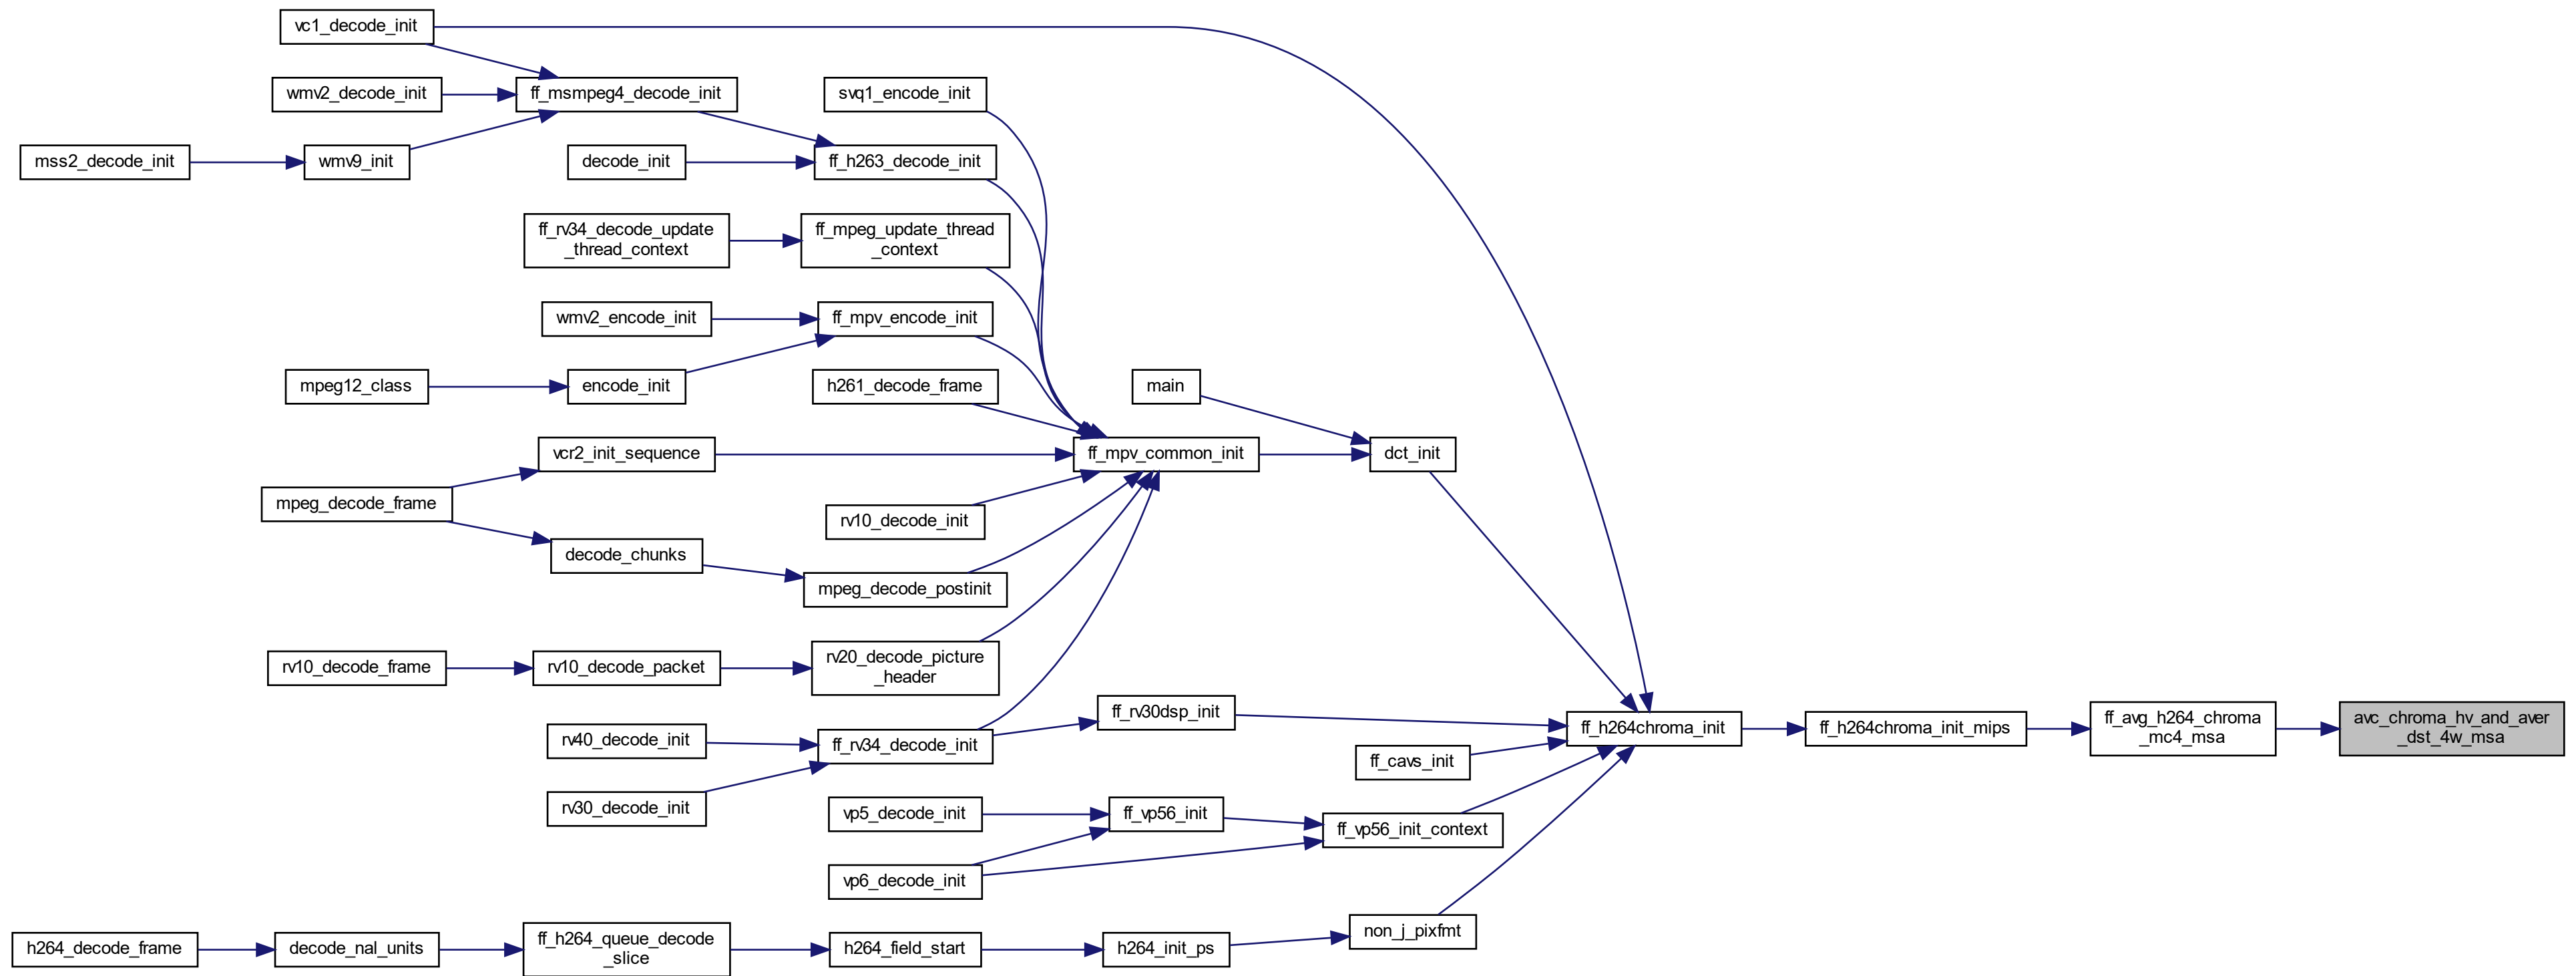 vc1_decode_init
wmv2_decode_init
ff_msmpeg4_decode_init
svq1_encode_init
mss2_decode_init
wmv9_init
decode_init
ff_h263_decode_init
ff_rv34_decode_update
_thread_context
ff_mpeg_update_thread
_context
wmv2_encode_init
ff_mpv_encode_init
mpeg12_class
encode_init
h261_decode_frame
main
vcr2_init_sequence
ff_mpv_common_init
dct_init
mpeg_decode_frame
rv10_decode_init
decode_chunks
mpeg_decode_postinit
rv10_decode_frame
rv10_decode_packet
rv20_decode_picture
_header
rv40_decode_init
ff_rv34_decode_init
ff_rv30dsp_init
ff_h264chroma_init
ff_h264chroma_init_mips
ff_avg_h264_chroma
_mc4_msa
avc_chroma_hv_and_aver
_dst_4w_msa
ff_cavs_init
rv30_decode_init
vp5_decode_init
ff_vp56_init
ff_vp56_init_context
vp6_decode_init
non_j_pixfmt
h264_decode_frame
decode_nal_units
ff_h264_queue_decode
_slice
h264_field_start
h264_init_ps